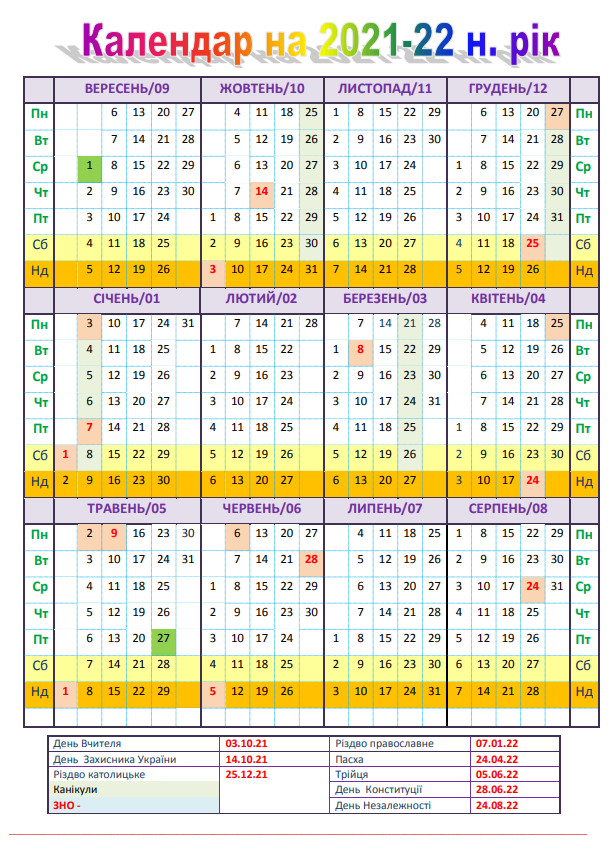 Календар на 2021-22 н. рік
ВЕРЕСЕНЬ/09 ЖОВТЕНЬ/10 ЛИСТОПАД/11 ГРУДЕНЬ/12
Пн 6 13 20 27 4 11 18 25 1 8 15 22 29 6 13 20 27 Пн
Вт 7 14 21 28 5 12 19 26 2 9 16 23 30 7 14 21 28 Вт
Ср 1 8 15 22 29 6 13 20 27 3 10 17 24 1 8 15 22 29 Ср
Чт 2 9 16 23 30 7 14 21 28 4 11 18 25 2 9 16 23 30 Чт
Пт 3 10 17 24 1 8 15 22 29 5 12 19 26 3 10 17 24 31 Пт
Сб 4 11 18 25 2 9 16 23 30 6 13 20 27 4 11 18 25 Сб
Нд 5 12 19 26 3 10 17 24 31 7 14 21 28 5 12 19 26 Нд
СІЧЕНЬ/01 ЛЮТИЙ/02 БЕРЕЗЕНЬ/03 КВІТЕНЬ/04
Пн 3 10 17 24 31 7 14 21 28 7 14 21 28 4 11 18 25 Пн
Вт 4 11 18 25 1 8 15 22 1 8 15 22 29 5 12 19 26 Вт
Ср 5 12 19 26 2 9 16 23 2 9 16 23 30 6 13 20 27 Ср
Чт 6 13 20 27 3 10 17 24 3 10 17 24 31 7 14 21 28 Чт
Пт 7 14 21 28 4 11 18 25 4 11 18 25 1 8 15 22 29 Пт
Сб 1 8 15 22 29 5 12 19 26 5 12 19 26 2 9 16 23 30 Сб
Нд 2 9 16 23 30 6 13 20 27 6 13 20 27 3 10 17 24 Нд
ТРАВЕНЬ/05 ЧЕРВЕНЬ/06 ЛИПЕНЬ/07 СЕРПЕНЬ/08
Пн 2 9 16 23 30 6 13 20 27 4 11 18 25 1 8 15 22 29 Пн
Вт 3 10 17 24 31 7 14 21 28 5 12 19 26 2 9 16 23 30 Вт
Ср 4 11 18 25 1 8 15 22 29 6 13 20 27 3 10 17 24 31 Ср
Чт 5 12 19 26 2 9 16 23 30 7 14 21 28 4 11 18 25 Чт
Пт 6 13 20 27 3 10 17 24 1 8 15 22 29 5 12 19 26 Пт
Сб 7 14 21 28 4 11 18 25 2 9 16 23 30 6 13 20 27 Сб
Нд 1 8 15 22 29 5 12 19 26 3 10 17 24 31 7 14 21 28 Нд
День Вчителя 03.10.21 Різдво православне 07.01.22
День Захисника України 14.10.21 Пасха 24.04.22
Різдво католицьке 25.12.21 Трійця 05.06.22
Канікули День Конституції 28.06.22
ЗНО - День Незалежності 24.08.22